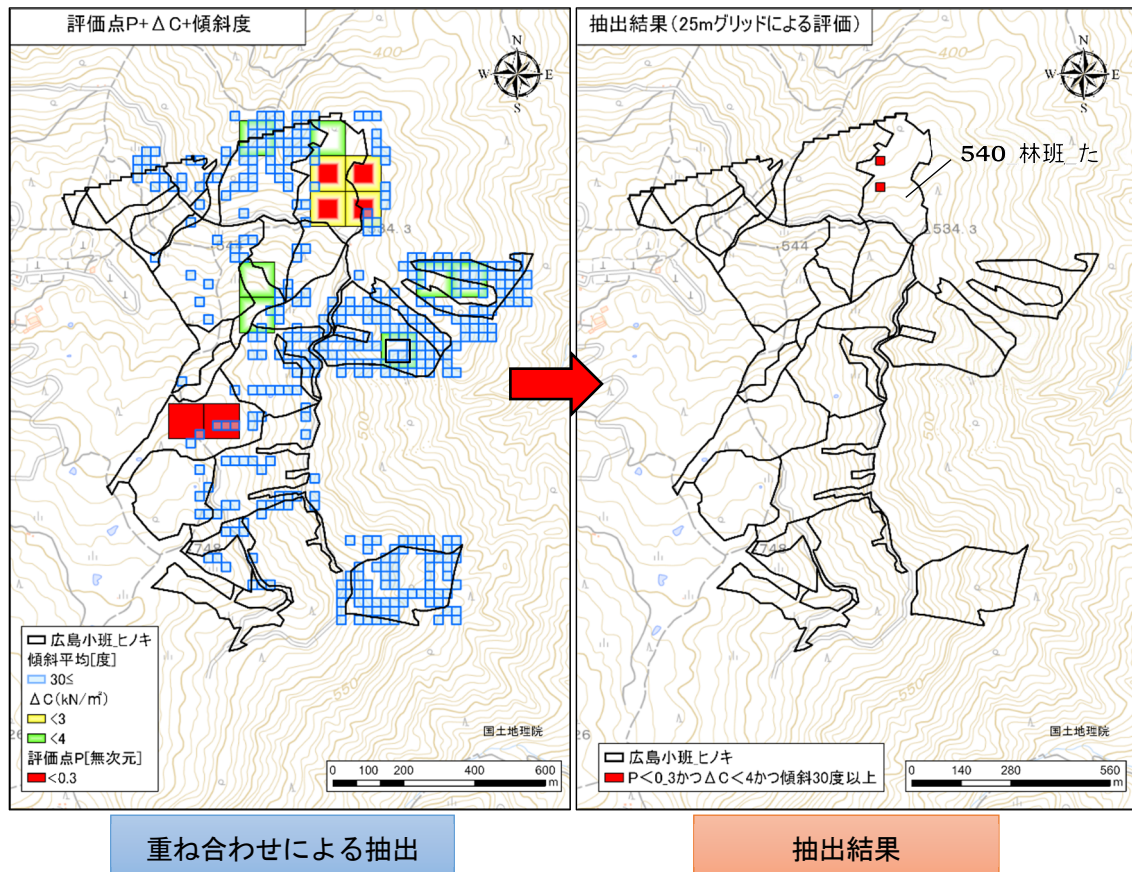 評価点P+ΔC+傾斜度
N
W
E
S
400
534.3
544
500
748
550
26
広島小班_ヒノキ
傾斜平均[度]
30≤
ΔC(kN/㎡)
<3
<4
評価点P[無次元]
<0.3
国土地理院
0 100 200 400 600
m
重ね合わせによる抽出
抽出結果(25mグリッドによる評価)
N
W
E
S
400
540 林班_た
534.3
544
500
748
550
26
国土地理院
広島小班_ヒノキ
P<0.3かつΔC<4かつ傾斜30度以上
0 140 280 560
m
抽出結果